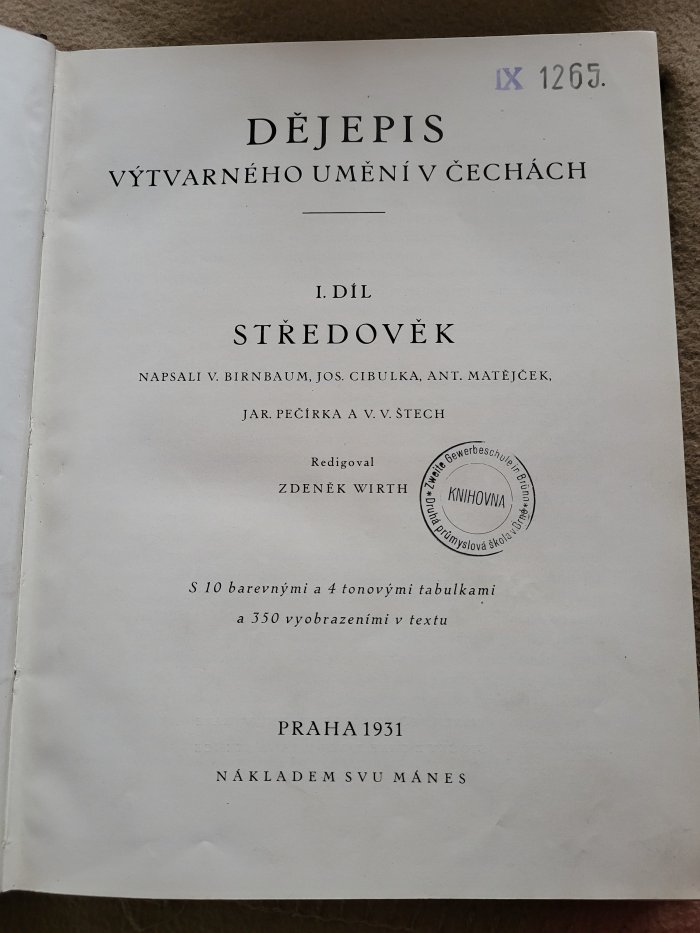 IX 1265.
DĚJEPIS
VÝTVARNÉHO UMĚNÍ V ČECHÁCH
I. DÍL
STŘEDOVĚK
NAPSALI V. BIRNBAUM, JOS. CIBULKA, ANT. MATĚJČEK,
JAR. PEČÍRKA A V. V. ŠTECH
Redigoval
ZDENĚK WIRTH
* Zweite Gewerbeschule in Brünn *
KNIHOVNA
Druhá průmyslová škola v Brně
S 10 barevnými a 4 tonovými tabulkami
a 350 vyobrazeními v textu
PRAHA 1931
NÁKLADEM SVU MÁNES